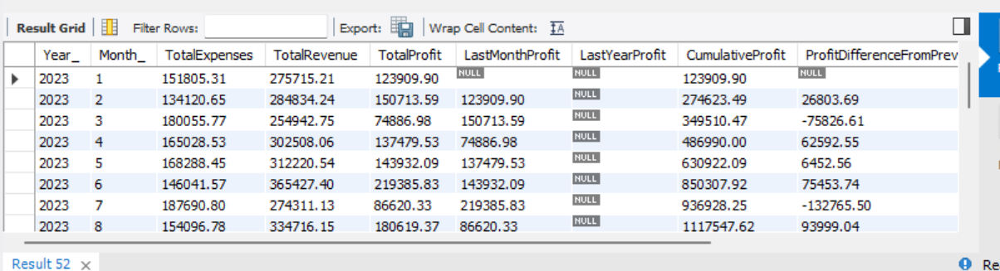 Result Grid Filter Rows: Export: Wrap Cell Content: IA
Year_ Month_ TotalExpenses TotalRevenue TotalProfit LastMonthProfit LastYearProfit CumulativeProfit ProfitDifferenceFromPrev
2023 1 151805.31 275715.21 123909.90 NULL NULL 123909.90 NULL
2023 2 134120.65 284834.24 150713.59 123909.90 NULL 274623.49 26803.69
2023 3 180055.77 254942.75 74886.98 150713.59 NULL 349510.47 -75826.61
2023 4 165028.53 302508.06 137479.53 74886.98 NULL 486990.00 62592.55
2023 5 168288.45 312220.54 143932.09 137479.53 NULL 630922.09 6452.56
2023 6 146041.57 365427.40 219385.83 143932.09 NULL 850307.92 75453.74
2023 7 187690.80 274311.13 86620.33 219385.83 NULL 936928.25 -132765.50
2023 8 154096.78 334716.15 180619.37 86620.33 NULL 1117547.62 93999.04
Result 52 Re